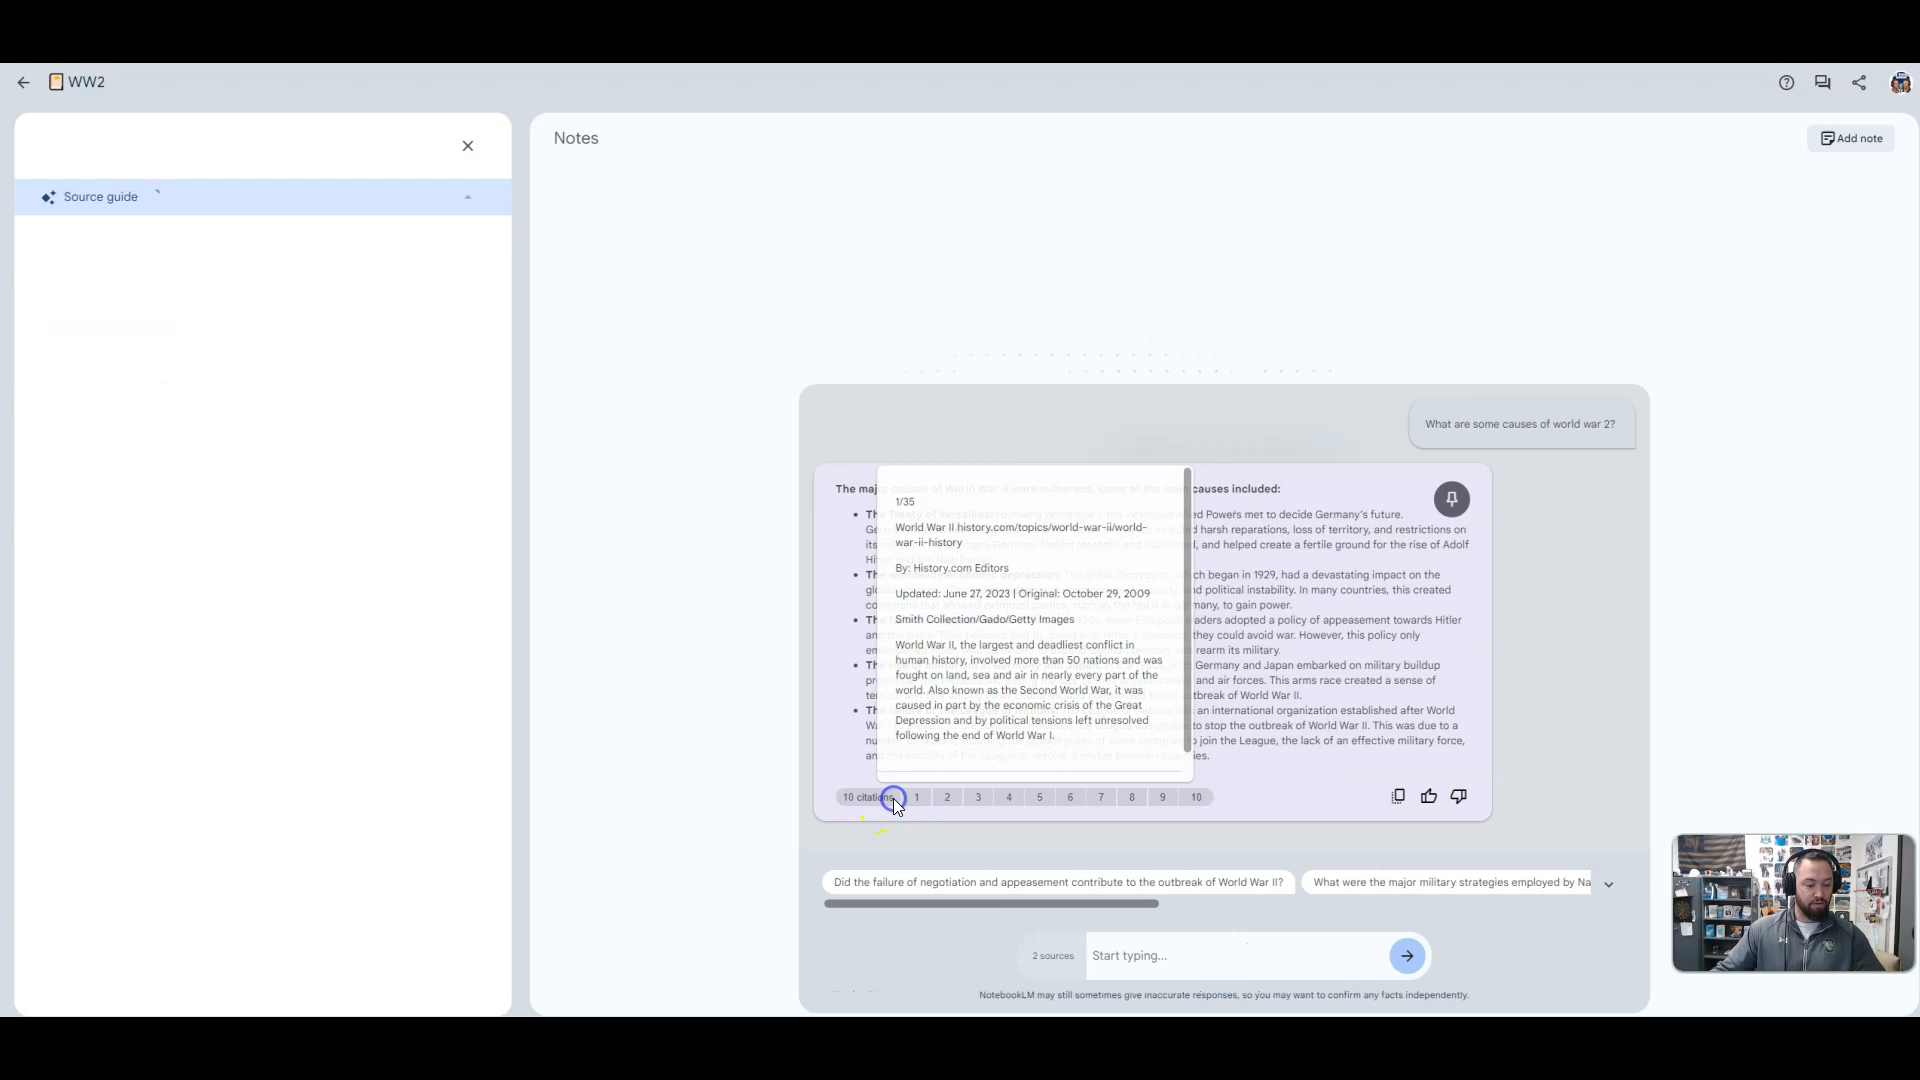 WW2
Source guide
Notes
Add note
What are some causes of world war 2?
The maj
causes included:
1/35
World War II history.com/topics/world-war-ii/world-
war-ii-history
By: History.com Editors
Updated: June 27, 2023 | Original: October 29, 2009
Smith Collection/Gado/Getty Images
World War II, the largest and deadliest conflict in
human history, involved more than 50 nations and was
fought on land, sea and air in nearly every part of the
world. Also known as the Second World War, it was
caused in part by the economic crisis of the Great
Depression and by political tensions left unresolved
following the end of World War I.
ed Powers met to decide Germany's future.
d harsh reparations, loss of territory, and restrictions on
, and helped create a fertile ground for the rise of Adolf
ch began in 1929, had a devastating impact on the
nd political instability. In many countries, this created
many, to gain power.
aders adopted a policy of appeasement towards Hitler
they could avoid war. However, this policy only
rearm its military.
Germany and Japan embarked on military buildup
and air forces. This arms race created a sense of
tbreak of World War II.
an international organization established after World
to stop the outbreak of World War II. This was due to a
join the League, the lack of an effective military force,
ies.
10 citations 1 2 3 4 5 6 7 8 9 10
Did the failure of negotiation and appeasement contribute to the outbreak of World War II?
What were the major military strategies employed by Na
2 sources
Start typing...
NotebookLM may still sometimes give inaccurate responses, so you may want to confirm any facts independently.